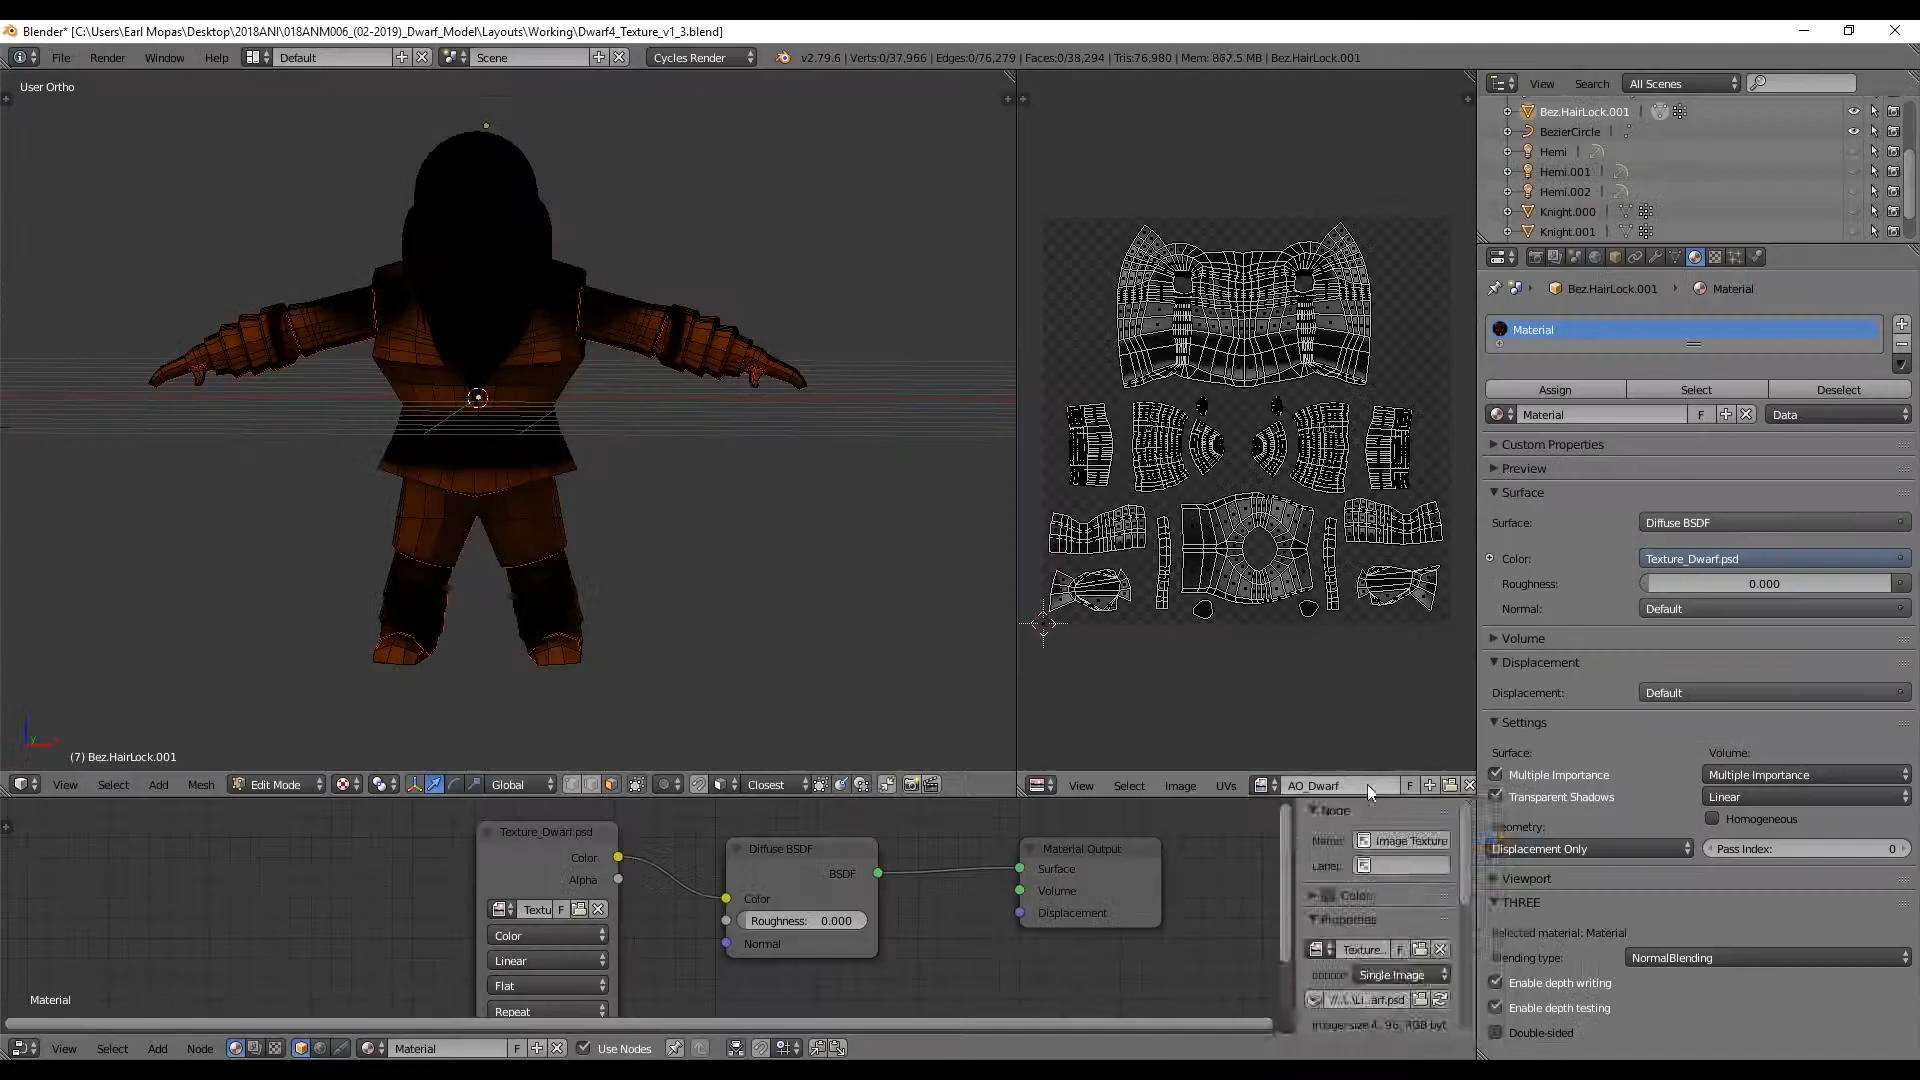 Blender* [C:\Users\Earl Mopas\Desktop\2018ANI\018ANM006_(02-2019)_Dwarf_Model\Layouts\Working\Dwarf4_Texture_v1_3.blend]
File Render Window Help Default Scene Cycles Render v2.79.6 | Verts:0/37,966 | Edges:0/76,279 | Faces:0/38,294 | Tris:76,980 | Mem: 867.5 MB | Bez.HairLock.001
User Ortho
View Search All Scenes
Bez.HairLock.001
BezierCircle
Hemi
Hemi.001
Hemi.002
Knight.000
Knight.001
Bez.HairLock.001 Material
Material
Assign Select Deselect
Material F Data
Custom Properties
Preview
Surface
Surface: Diffuse BSDF
Color: Texture_Dwarf.psd
Roughness: 0.000
Normal: Default
Volume
Displacement
Displacement: Default
Settings
Surface: Volume:
Multiple Importance Multiple Importance
Transparent Shadows Linear
eometry: Homogeneous
Displacement Only Pass Index: 0
Viewport
THREE
Selected material: Material
lending type: NormalBlending
Enable depth writing
Enable depth testing
Double-sided
(7) Bez.HairLock.001
View Select Add Mesh Edit Mode Global Closest
View Select Image UVs AO_Dwarf F
Texture_Dwarf.psd
Color
Alpha
Textu F
Color
Linear
Flat
Repeat
Diffuse BSDF
BSDF
Color
Roughness: 0.000
Normal
Material Output
Surface
Volume
Displacement
Node
Name: Image Texture
Label:
Color
Properties
Texture... F
Single Image
Material
View Select Add Node Material F Use Nodes